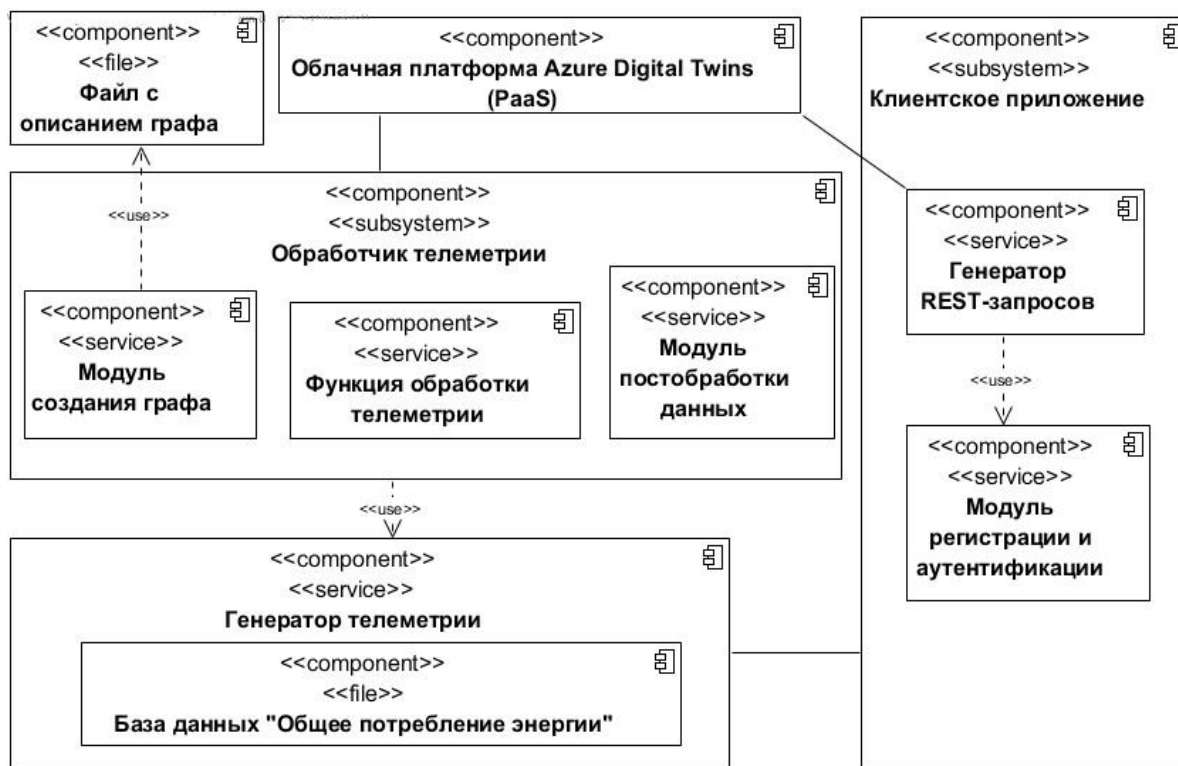 <<component>>
<<file>>
Файл с
описанием графа
<<component>>
Облачная платформа Azure Digital Twins
(PaaS)
<<component>>
<<subsystem>>
Клиентское приложение
<<use>>
<<component>>
<<subsystem>>
Обработчик телеметрии
<<component>>
<<service>>
Модуль
создания графа
<<component>>
<<service>>
Функция обработки
телеметрии
<<component>>
<<service>>
Модуль
постобработки
данных
<<component>>
<<service>>
Генератор
REST-запросов
<<use>>
<<component>>
<<service>>
Модуль
регистрации и
аутентификации
<<use>>
<<component>>
<<service>>
Генератор телеметрии
<<component>>
<<file>>
База данных "Общее потребление энергии"